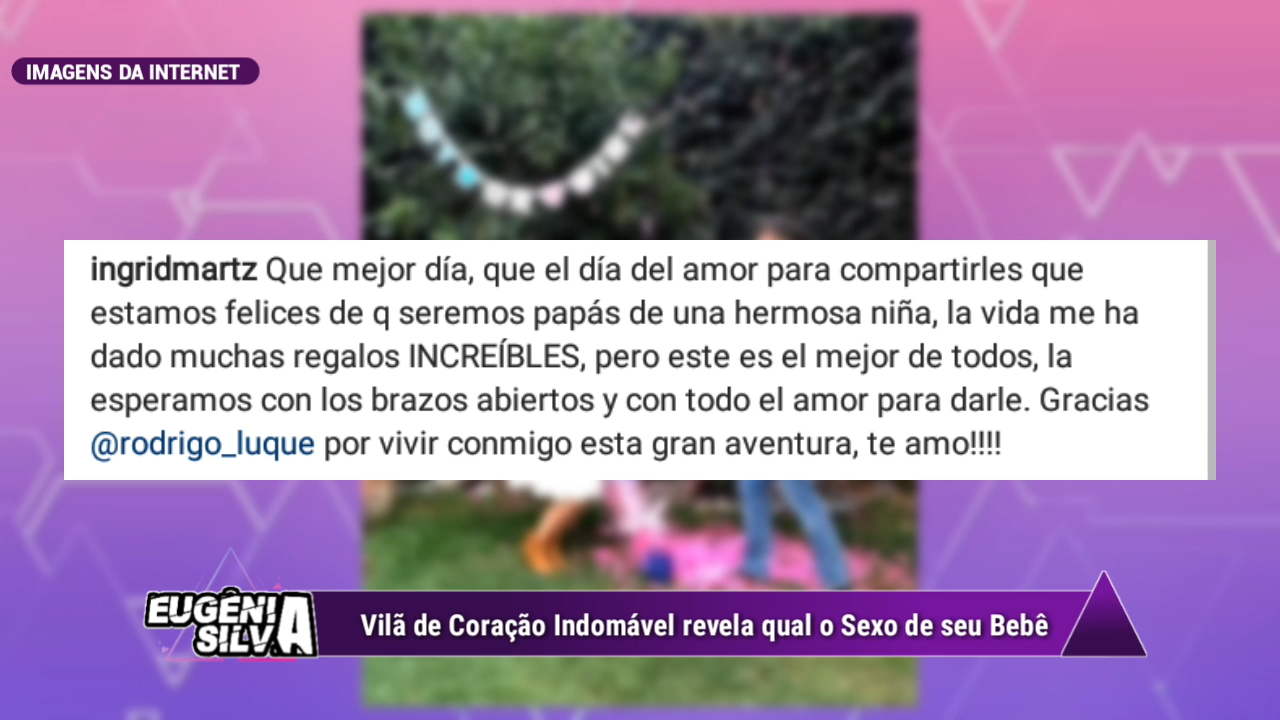 IMAGENS DA INTERNET
ingridmartz Que mejor día, que el día del amor para compartirles que
estamos felices de q seremos papás de una hermosa niña, la vida me ha
dado muchas regalos INCREÍBLES, pero este es el mejor de todos, la
esperamos con los brazos abiertos y con todo el amor para darle. Gracias
@rodrigo_luque por vivir conmigo esta gran aventura, te amo!!!!
EUGÊNIA
SILVA
Vilã de Coração Indomável revela qual o Sexo de seu Bebê